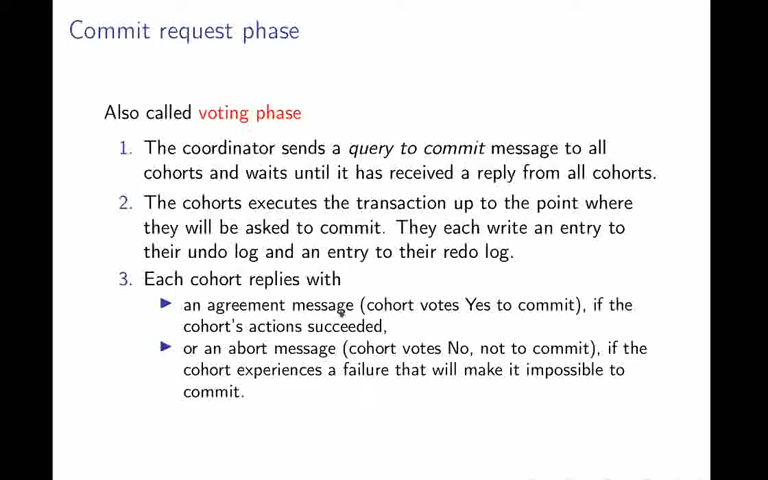 Commit request phase
Also called voting phase
1. The coordinator sends a query to commit message to all
cohorts and waits until it has received a reply from all cohorts.
2. The cohorts executes the transaction up to the point where
they will be asked to commit. They each write an entry to
their undo log and an entry to their redo log.
3. Each cohort replies with
▶ an agreement message (cohort votes Yes to commit), if the
cohort's actions succeeded,
▶ or an abort message (cohort votes No, not to commit), if the
cohort experiences a failure that will make it impossible to
commit.